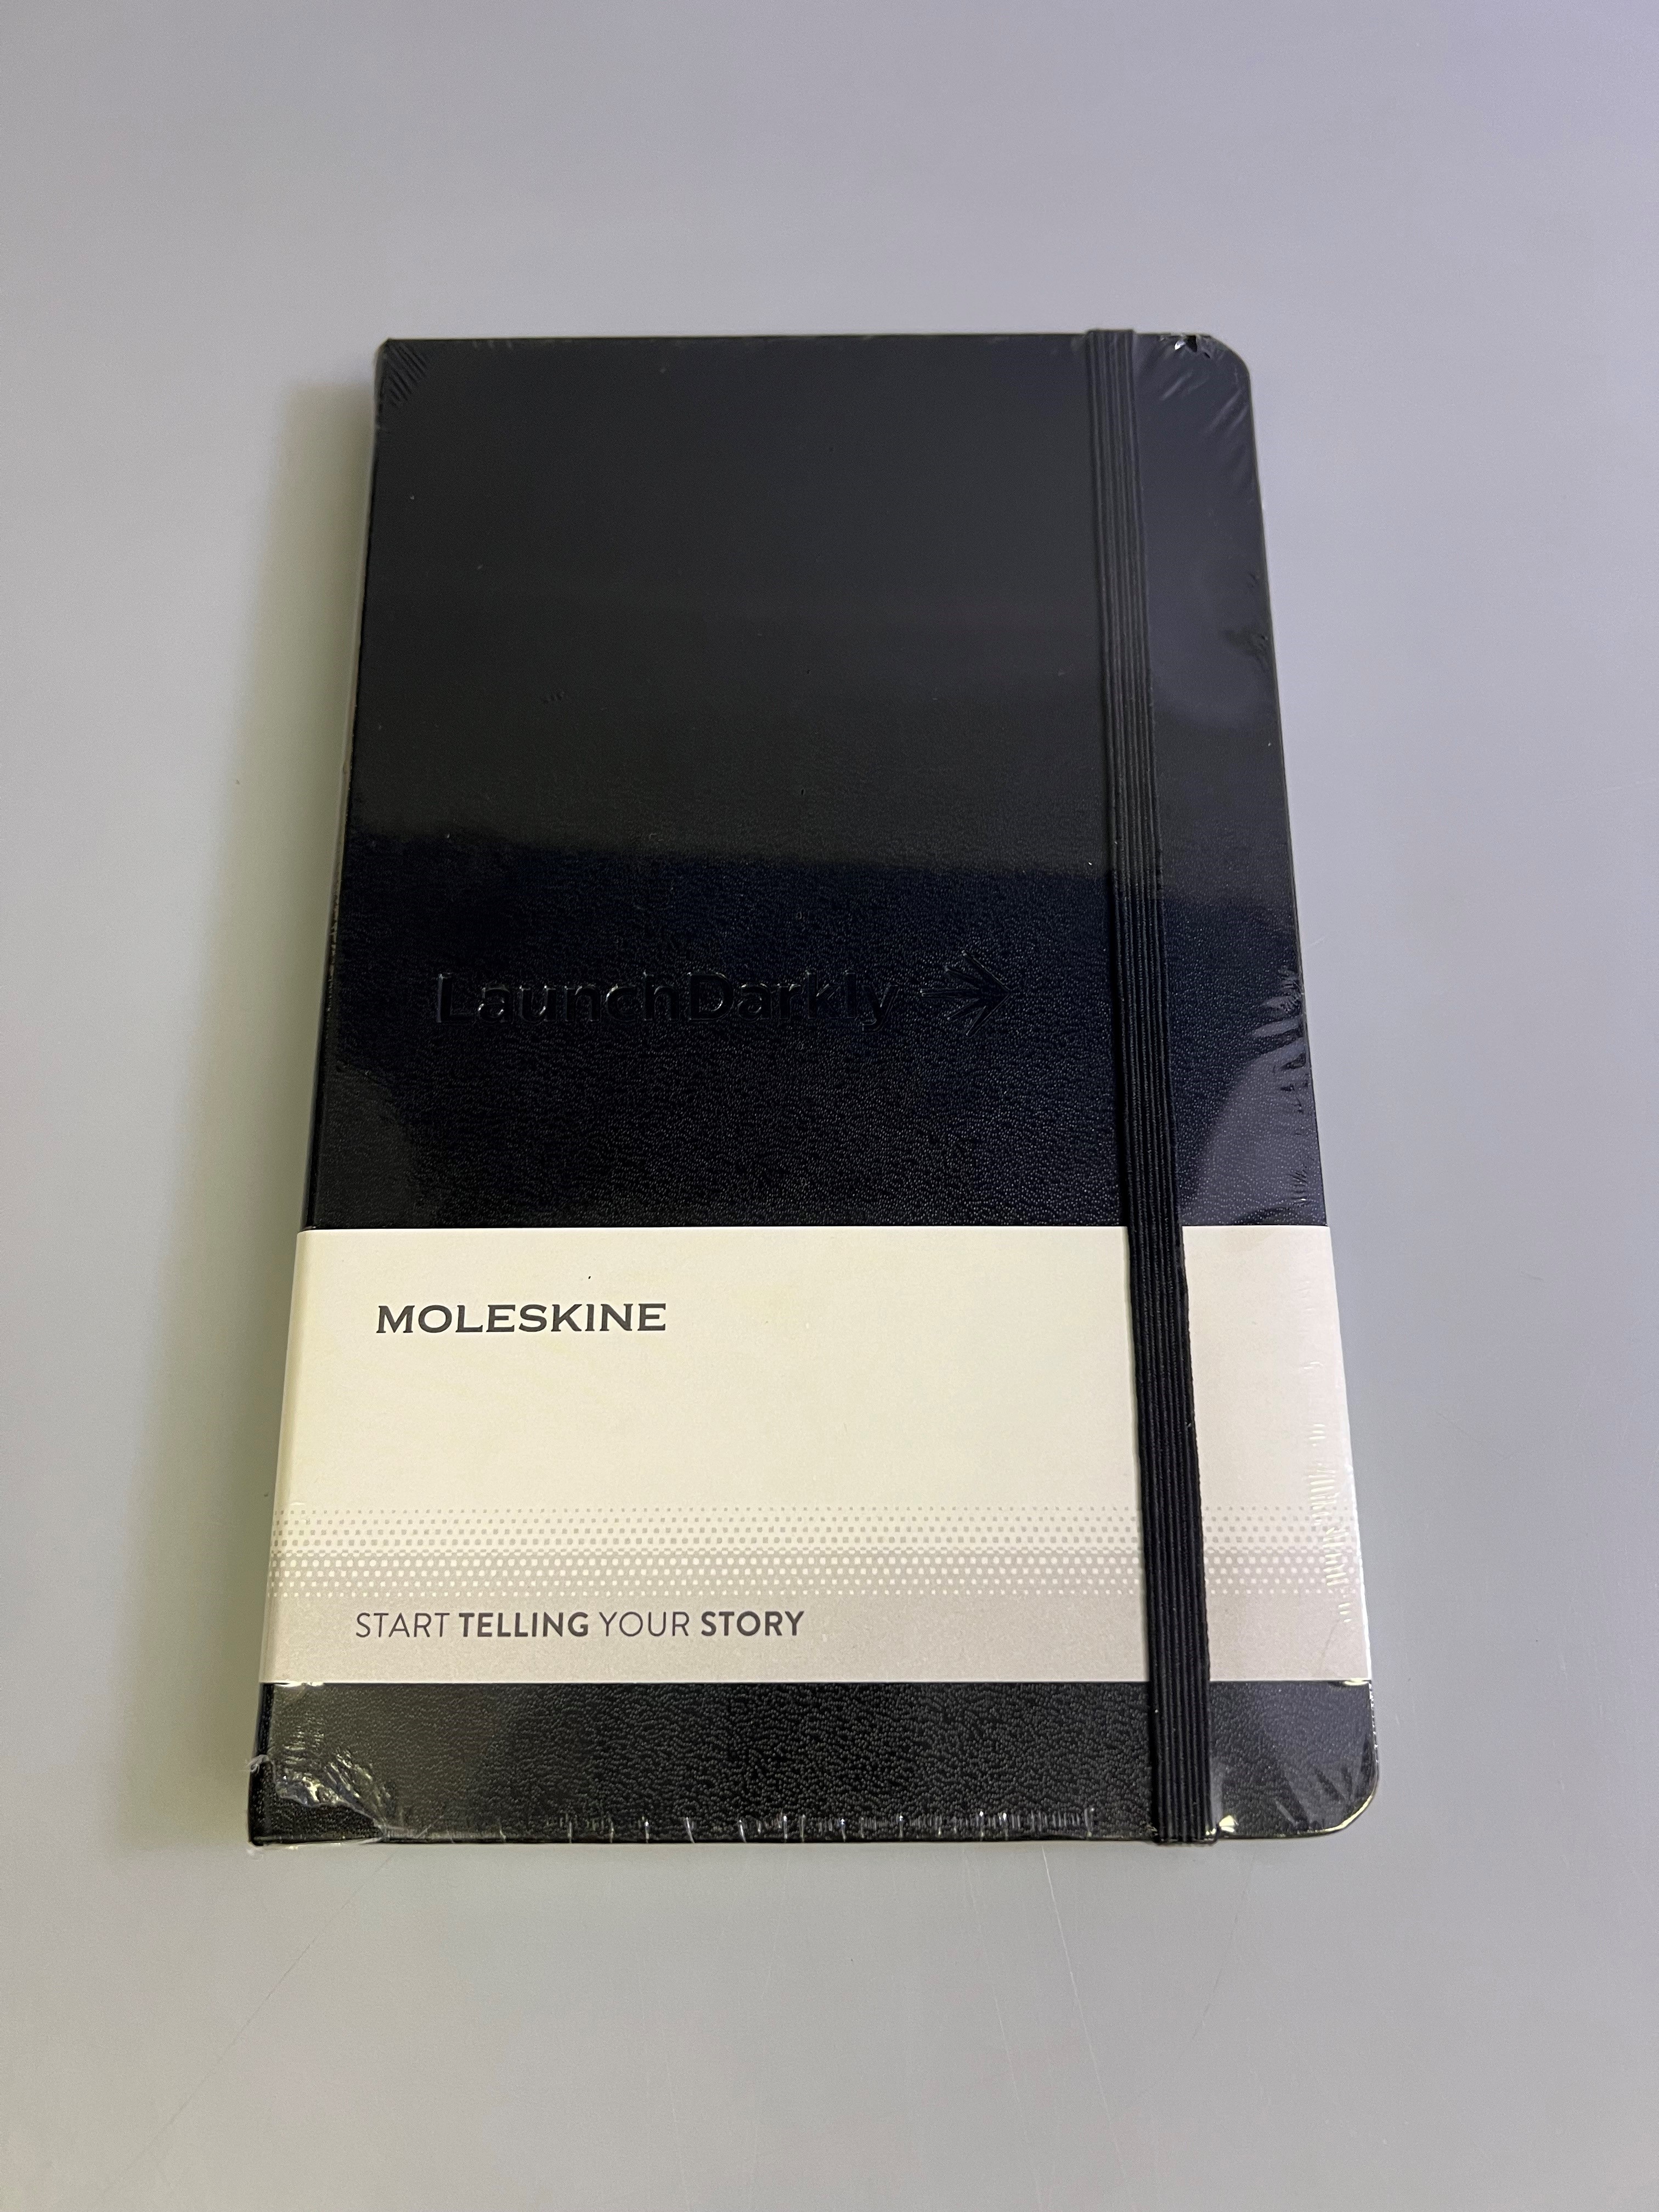 LaunchDarkly
MOLESKINE
START TELLING YOUR STORY